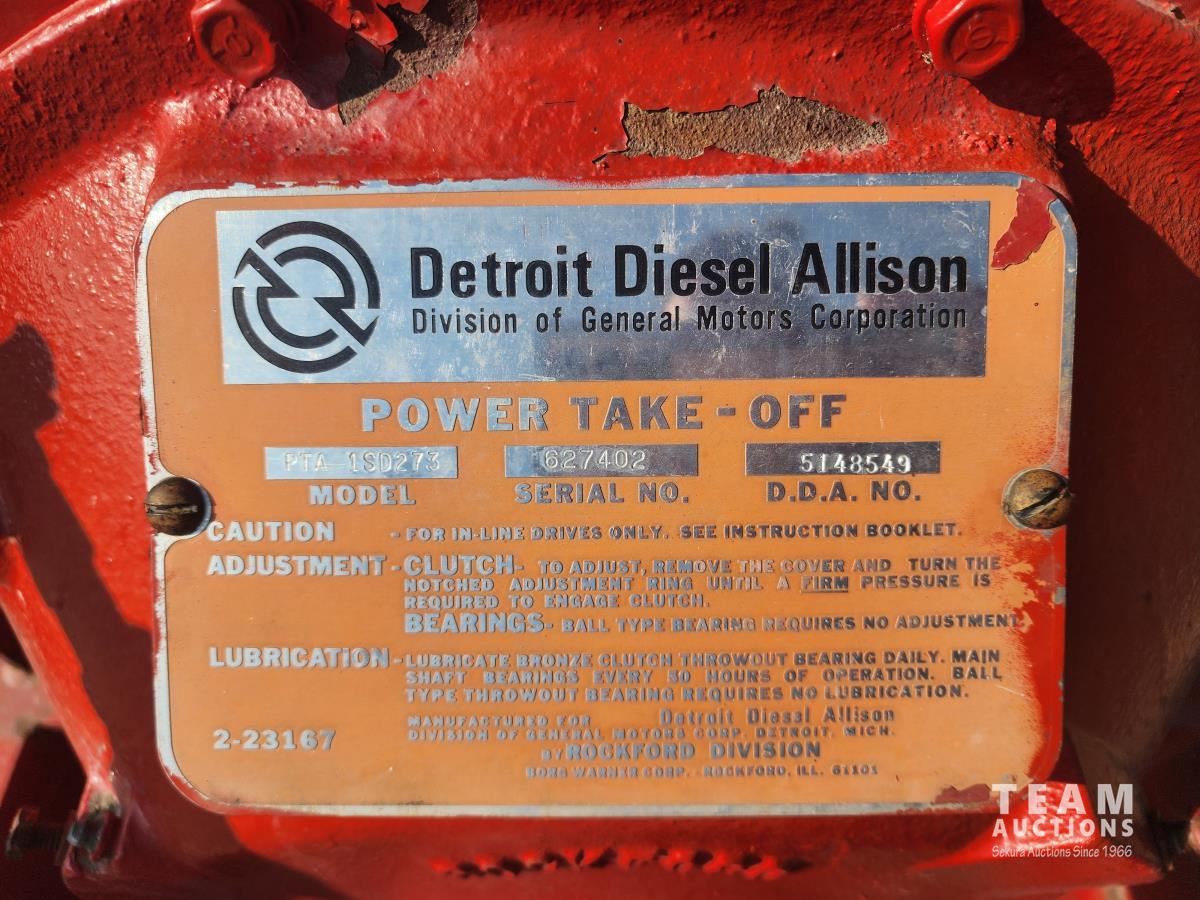 Detroit Diesel Allison
Division of General Motors Corporation
POWER TAKE-OFF
PTA-1SD273 627402 5148549
MODEL SERIAL NO. D.D.A. NO.
CAUTION - FOR IN-LINE DRIVES ONLY. SEE INSTRUCTION BOOKLET.
ADJUSTMENT - CLUTCH - TO ADJUST, REMOVE THE COVER AND TURN THE
NOTCHED ADJUSTMENT RING UNTIL A FIRM PRESSURE IS
REQUIRED TO ENGAGE CLUTCH.
BEARINGS - BALL TYPE BEARING REQUIRES NO ADJUSTMENT.
LUBRICATION - LUBRICATE BRONZE CLUTCH THROWOUT BEARING DAILY. MAIN
SHAFT BEARINGS EVERY 50 HOURS OF OPERATION. BALL
TYPE THROWOUT BEARING REQUIRES NO LUBRICATION.
MANUFACTURED FOR Detroit Diesel Allison
DIVISION OF GENERAL MOTORS CORP. DETROIT, MICH.
2-23167
BY ROCKFORD DIVISION
BORG WARNER CORP. - ROCKFORD, ILL. 61101
TEAM
AUCTIONS
Sekura Auctions Since 1966